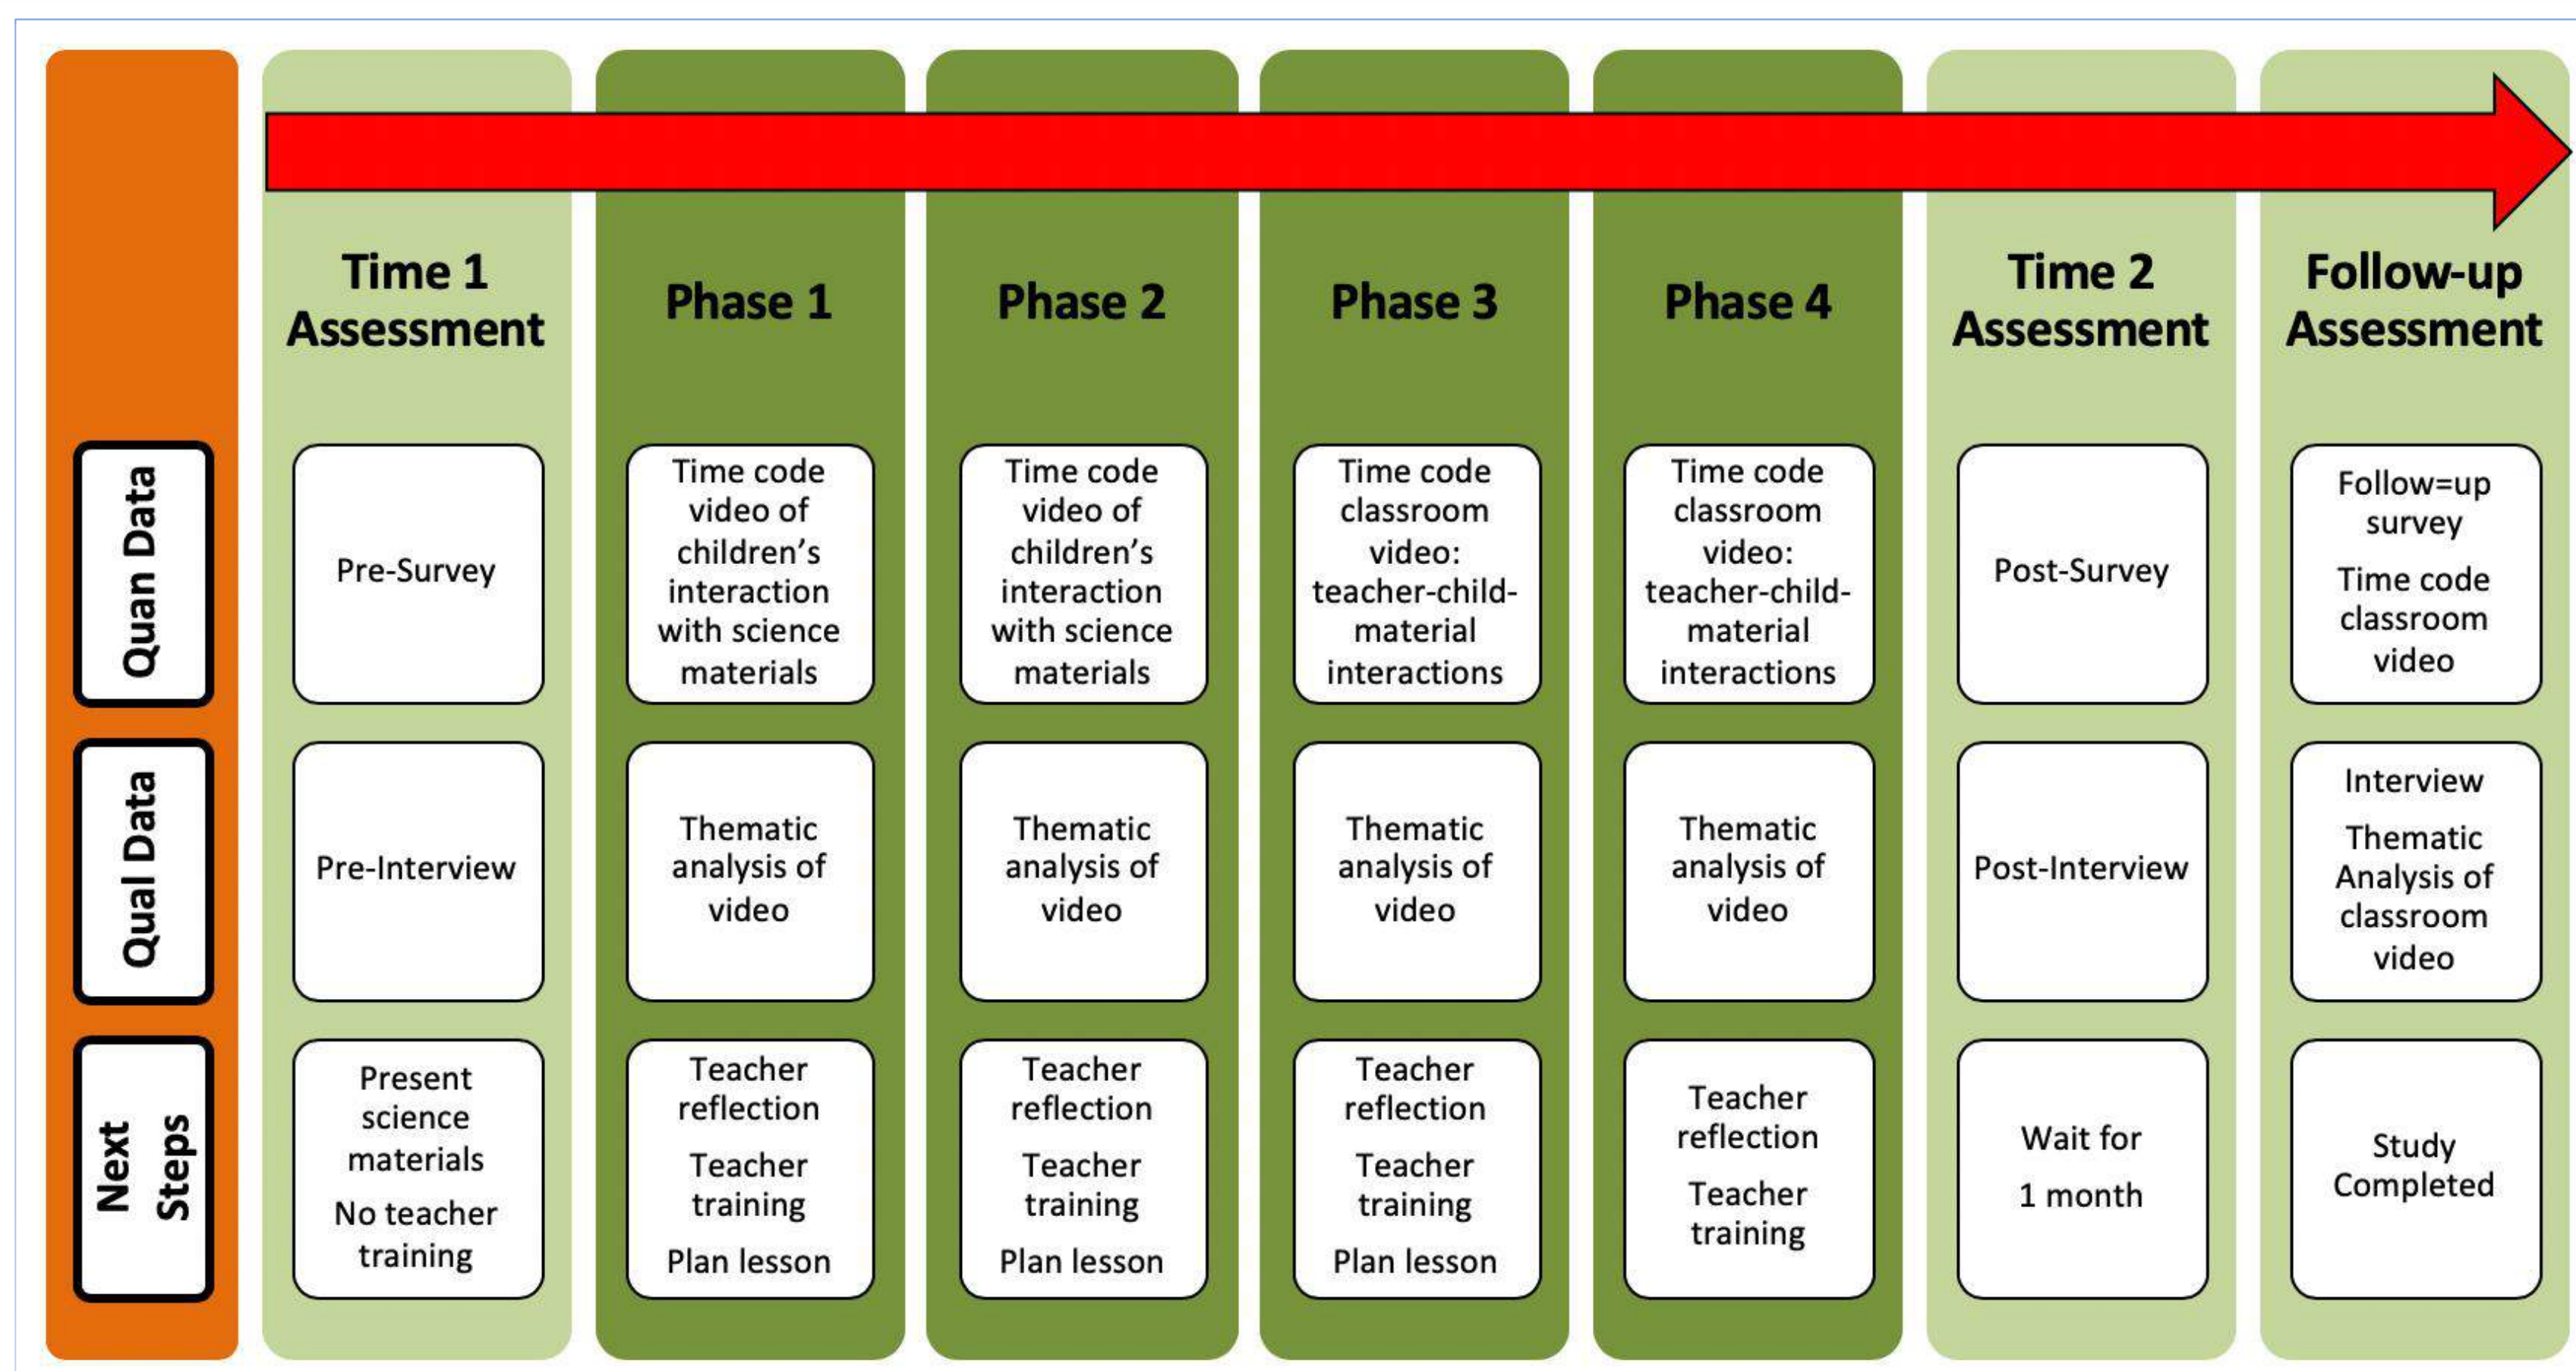 Time 1
Assessment
Phase 1
Phase 2
Phase 3
Phase 4
Time 2
Assessment
Follow-up
Assessment
Quan Data
Pre-Survey
Time code
video of
children’s
interaction
with science
materials
Time code
video of
children’s
interaction
with science
materials
Time code
classroom
video:
teacher-child-
material
interactions
Time code
classroom
video:
teacher-child-
material
interactions
Post-Survey
Follow=up
survey
Time code
classroom
video
Qual Data
Pre-Interview
Thematic
analysis of
video
Thematic
analysis of
video
Thematic
analysis of
video
Thematic
analysis of
video
Post-Interview
Interview
Thematic
Analysis of
classroom
video
Next
Steps
Present
science
materials
No teacher
training
Teacher
reflection
Teacher
training
Plan lesson
Teacher
reflection
Teacher
training
Plan lesson
Teacher
reflection
Teacher
training
Plan lesson
Teacher
reflection
Teacher
training
Wait for
1 month
Study
Completed